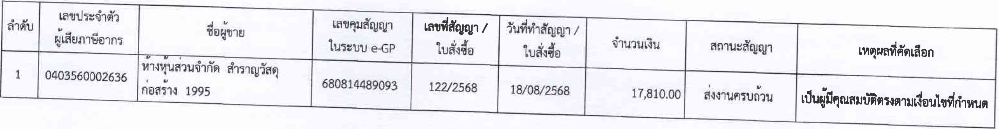 ลำดับ
เลขประจำตัว
ผู้เสียภาษีอากร
ชื่อผู้ขาย
เลขคุมสัญญา
ในระบบ e-GP
เลขที่สัญญา /
ใบสั่งซื้อ
วันที่ทำสัญญา /
ใบสั่งซื้อ
จำนวนเงิน
สถานะสัญญา
เหตุผลที่คัดเลือก
1
0403560002636
ห้างหุ้นส่วนจำกัด สำราญวัสดุ
ก่อสร้าง 1995
680814489093
122/2568
18/08/2568
17,810.00
ส่งงานครบถ้วน
เป็นผู้มีคุณสมบัติตรงตามเงื่อนไขที่กำหนด